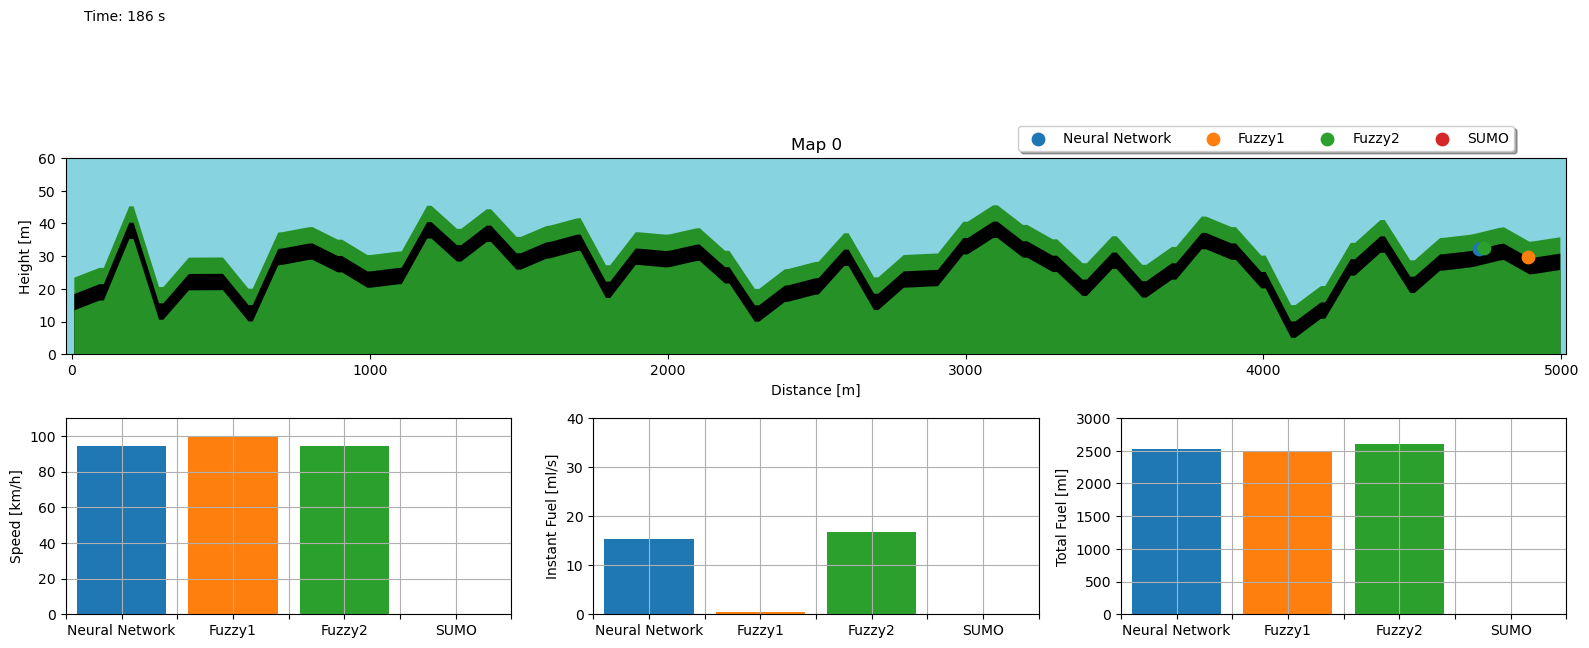 Time: 186 s
Neural Network Fuzzy1 Fuzzy2 SUMO
Map 0
Height [m]
60
50
40
30
20
10
0
0 1000 2000 3000 4000 5000
Distance [m]
Speed [km/h]
100
80
60
40
20
0
Neural Network Fuzzy1 Fuzzy2 SUMO
Instant Fuel [ml/s]
40
30
20
10
0
Neural Network Fuzzy1 Fuzzy2 SUMO
Total Fuel [ml]
3000
2500
2000
1500
1000
500
0
Neural Network Fuzzy1 Fuzzy2 SUMO